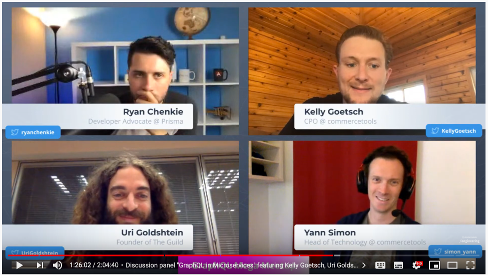 Ryan Chenkie
Developer Advocate @ Prisma
ryanchenkie
Kelly Goetsch
CPO @ commercetools
KellyGoetsch
Uri Goldshtein
Founder of The Guild
UriGoldshtein
Yann Simon
Head of Technology @ commercetools
simon_yann
1:26:02 / 2:04:40 • Discussion panel "GraphQL in Microservices: featuring Kelly Goetsch, Uri Golds...